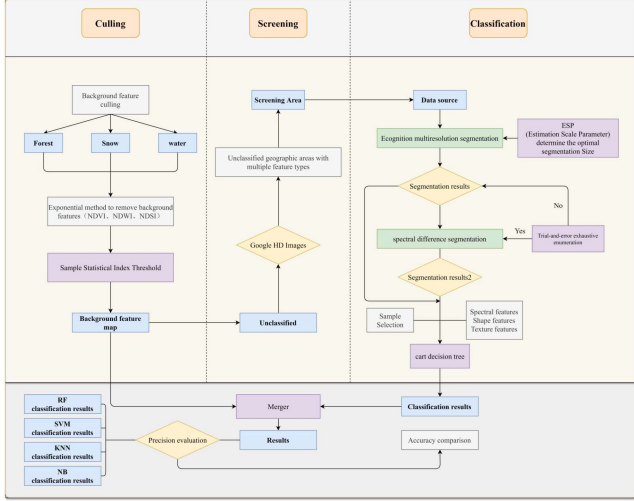 Culling
Screening
Classification
Background feature
culling
Forest
Snow
water
Exponential method to remove background
features（NDVI、NDWI、NDSI）
Sample Statistical Index Threshold
Background feature
map
Screening Area
Unclassified geographic areas with
multiple feature types
Google HD Images
Unclassified
Data source
Ecognition multiresolution segmentation
ESP
(Estimation Scale Parameter)
determine the optimal
segmentation Size
Segmentation results
No
Yes
Trial-and-error exhaustive
enumeration
spectral difference segmentation
Segmentation results2
Sample
Selection
Spectral features
Shape features
Texture features
cart decision tree
RF
classification results
SVM
classification results
KNN
classification results
NB
classification results
Precision evaluation
Merger
Results
Classification results
Accuracy comparison